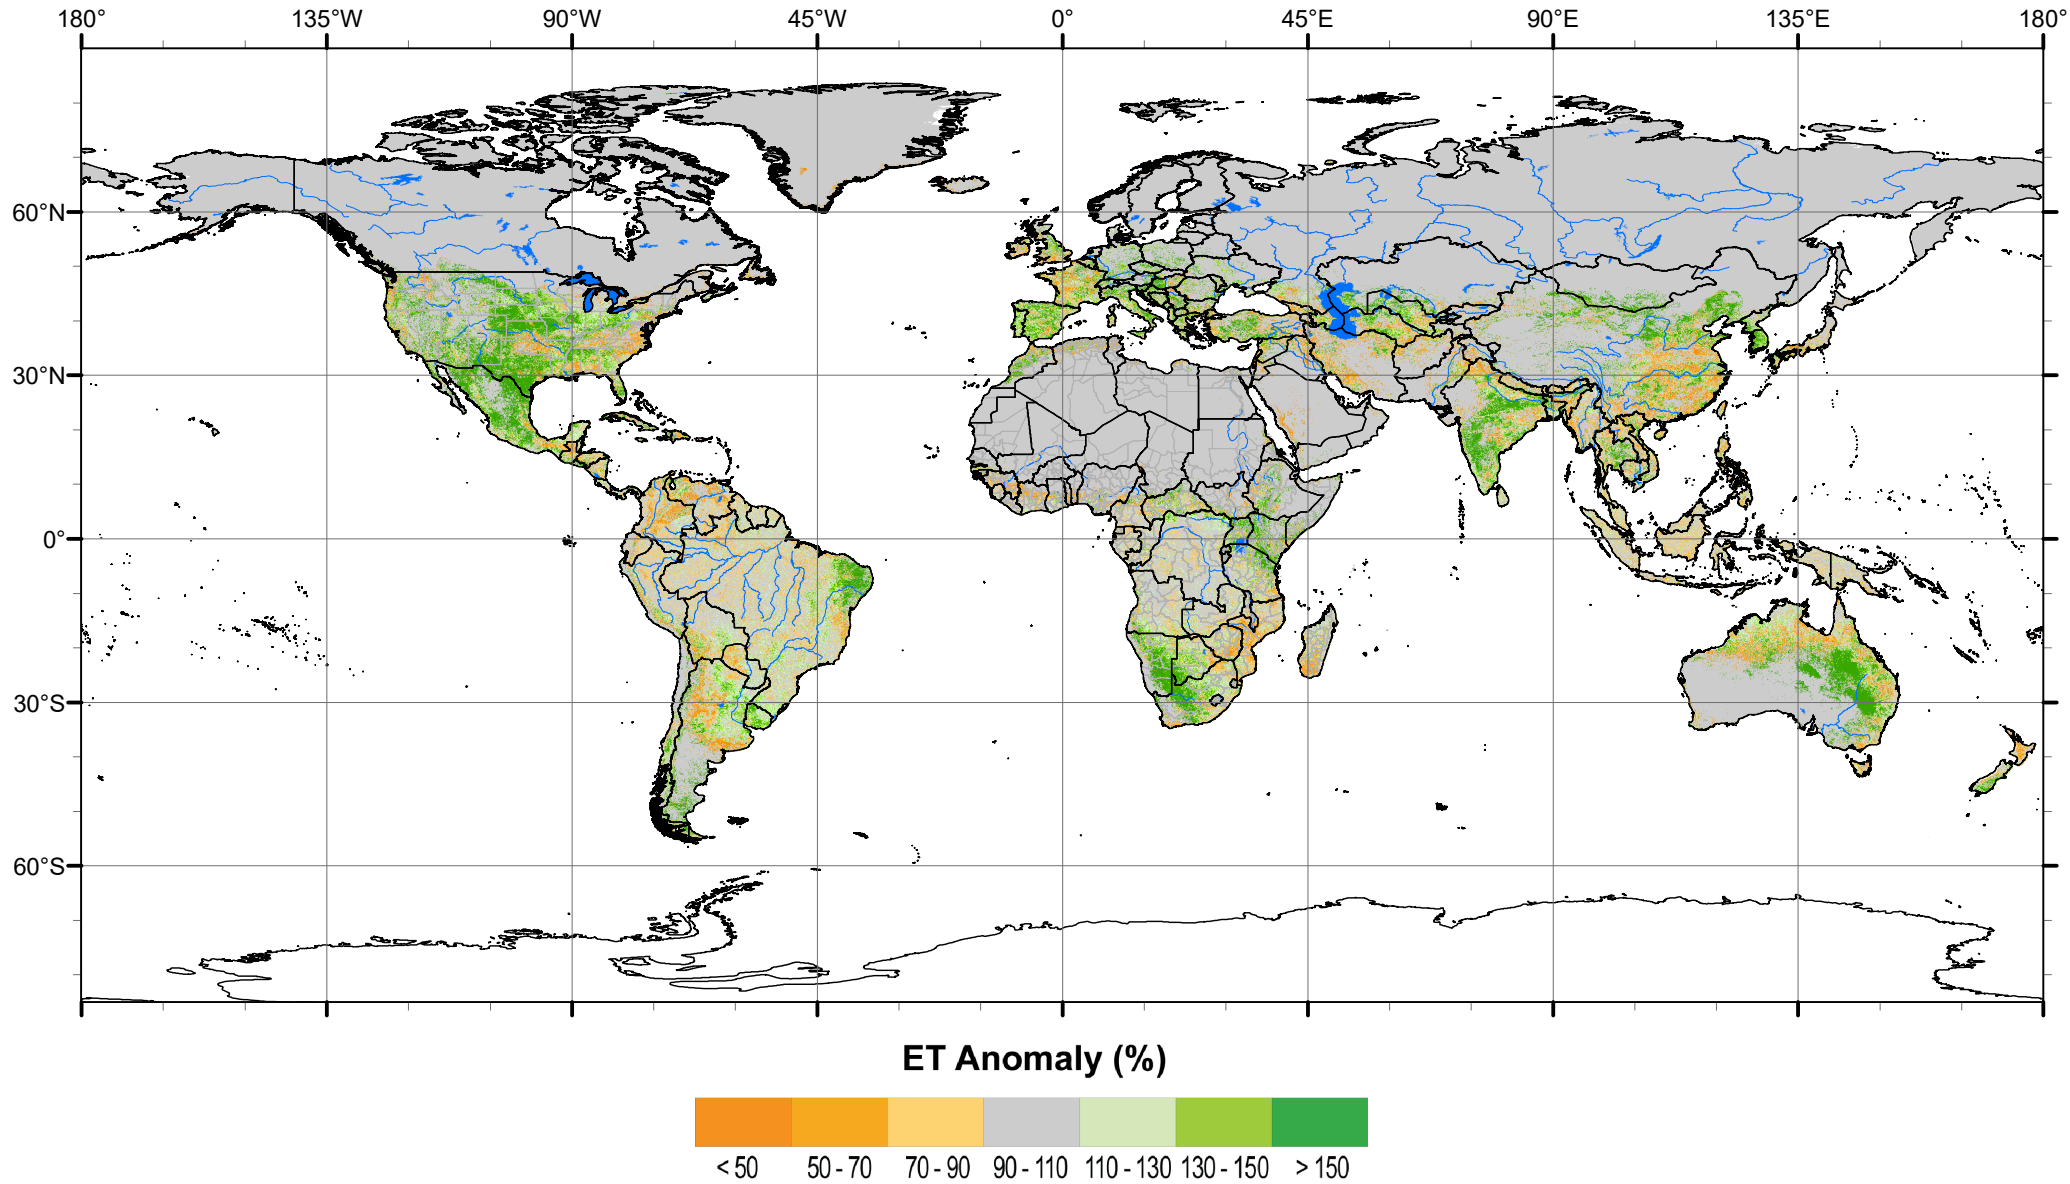 180° 135°W 90°W 45°W 0° 45°E 90°E 135°E 180°
60°N
30°N
0°
30°S
60°S
ET Anomaly (%)
< 50 50 - 70 70 - 90 90 - 110 110 - 130 130 - 150 > 150